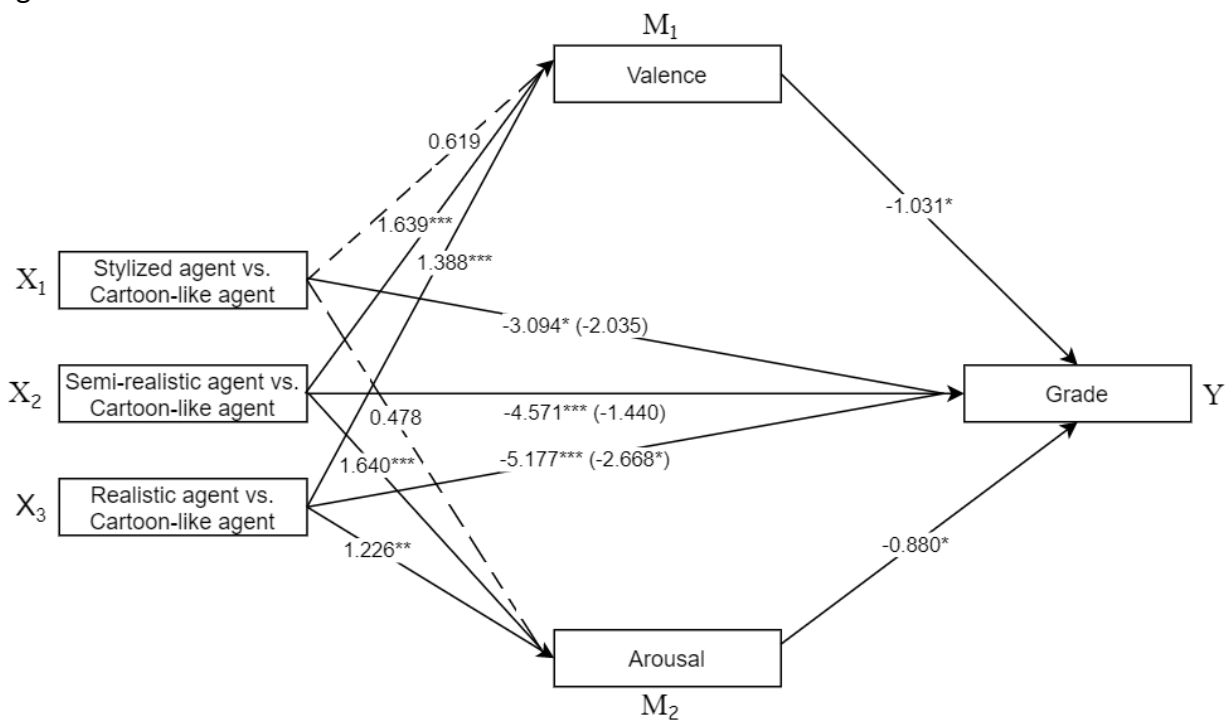 M₁
Valence
0.619
-1.031*
1.639***
1.388***
X₁
Stylized agent vs.
Cartoon-like agent
-3.094* (-2.035)
X₂
Semi-realistic agent vs.
Cartoon-like agent
0.478
-4.571*** (-1.440)
Grade
Y
1.640***
-5.177*** (-2.668*)
X₃
Realistic agent vs.
Cartoon-like agent
1.226**
-0.880*
Arousal
M₂